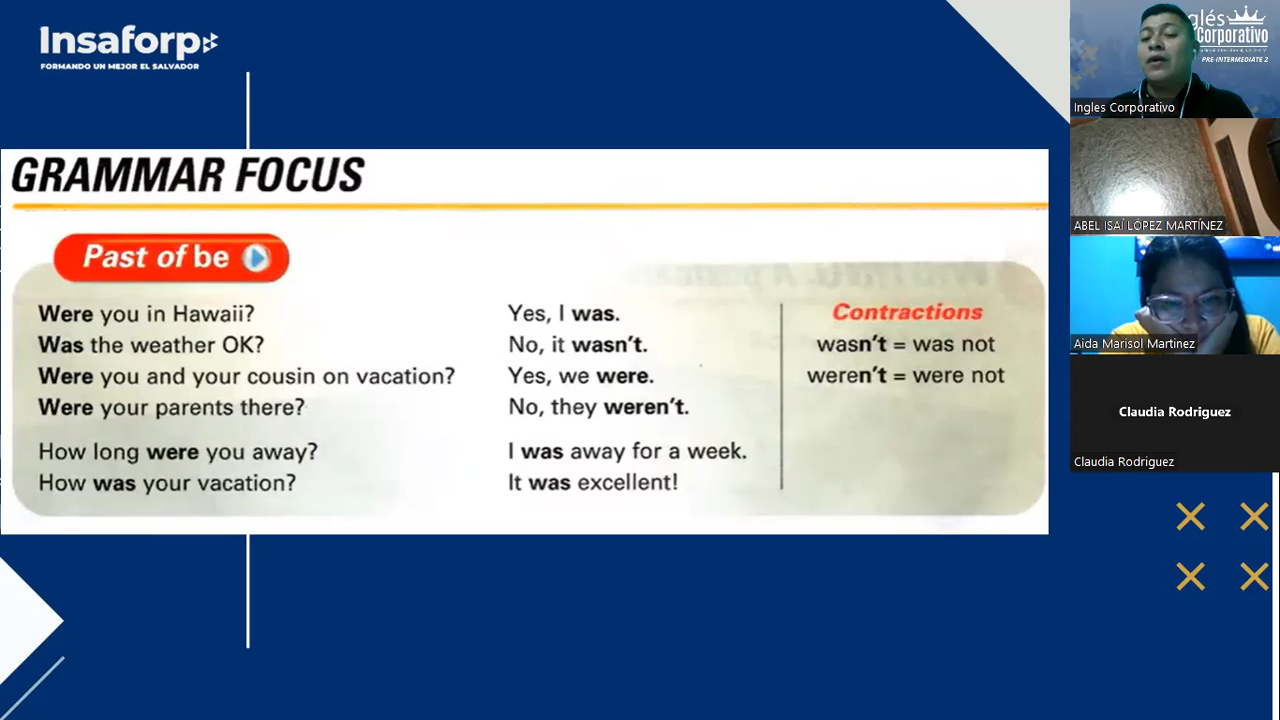 Insaforp
FORMANDO UN MEJOR EL SALVADOR
GRAMMAR FOCUS
Past of be
Were you in Hawaii? Yes, I was.
Was the weather OK? No, it wasn't.
Were you and your cousin on vacation? Yes, we were.
Were your parents there? No, they weren't.
How long were you away? I was away for a week.
How was your vacation? It was excellent!
Contractions
wasn't = was not
weren't = were not
glés
Corporativo
PRE-INTERMEDIATE 2
Ingles Corporativo
ABEL ISAÍ LÓPEZ MARTÍNEZ
Aida Marisol Martinez
Claudia Rodriguez
Claudia Rodriguez